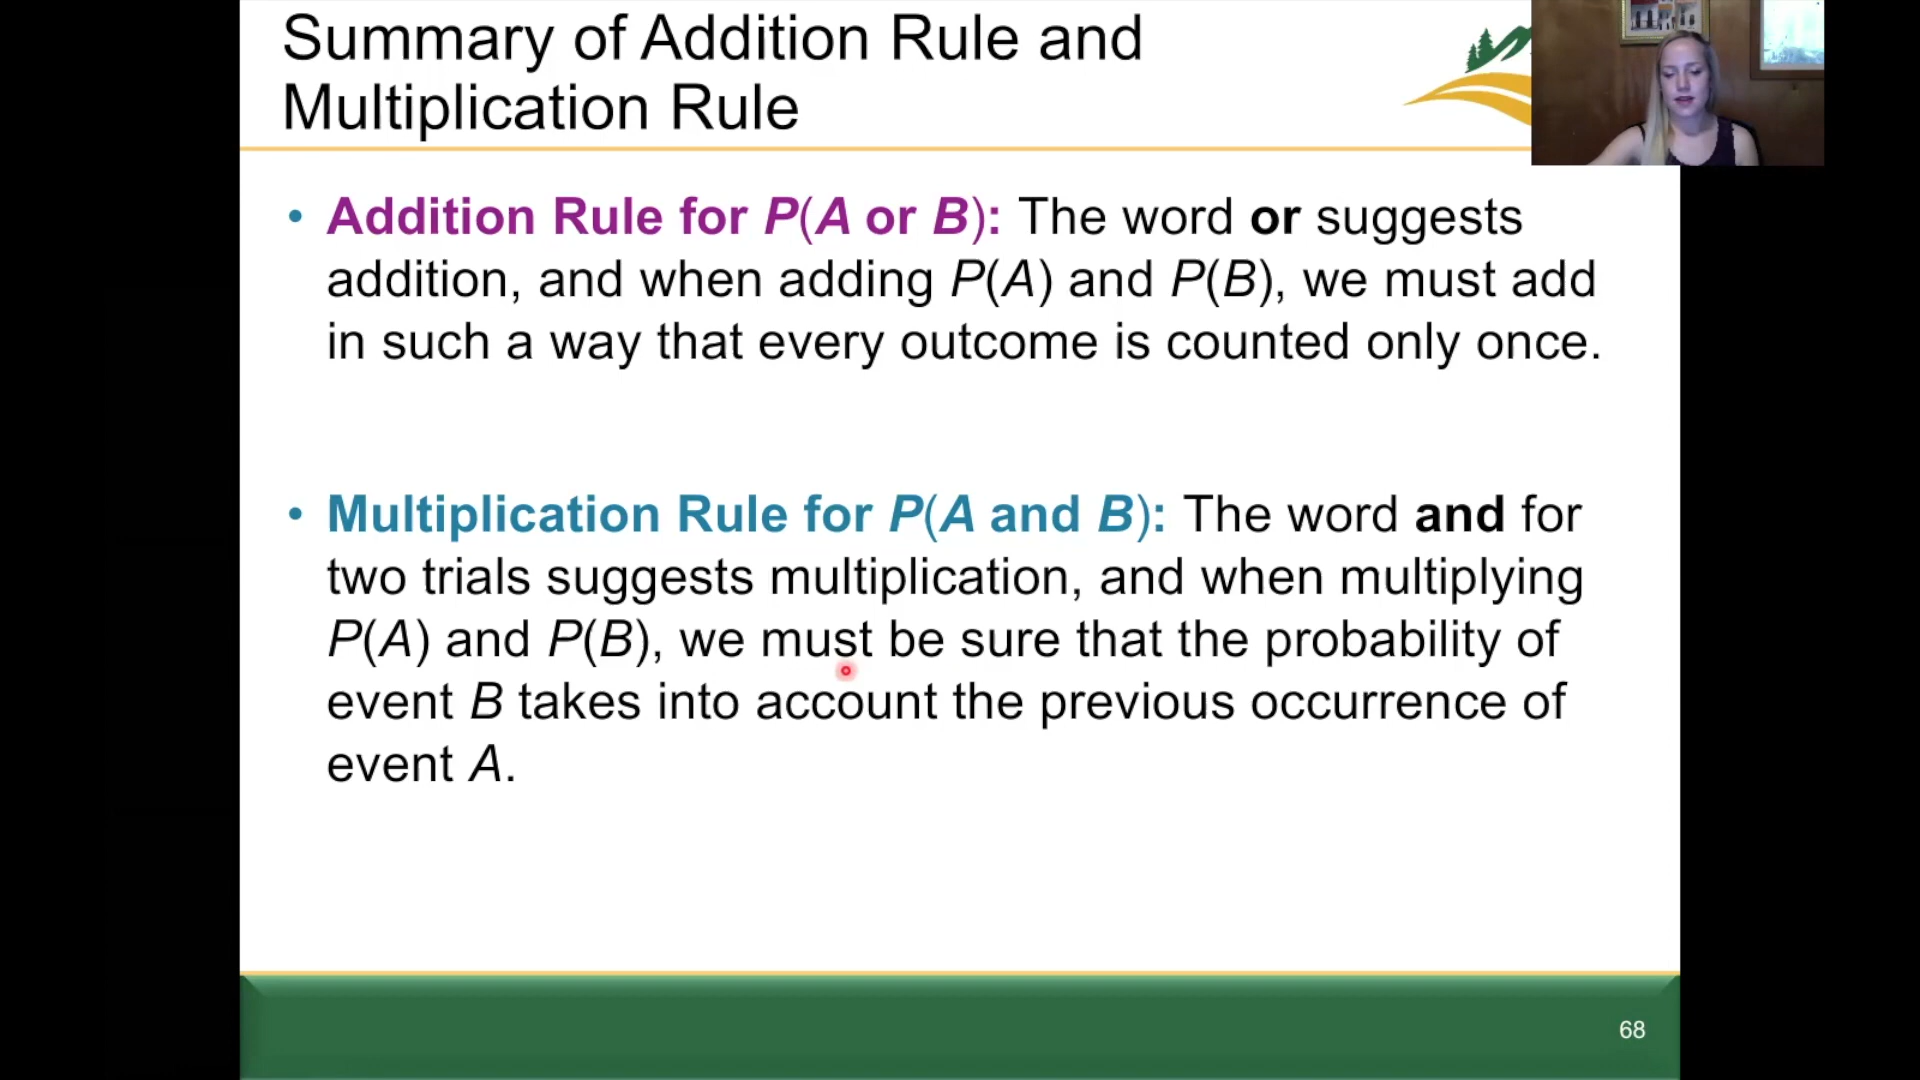 Summary of Addition Rule and
Multiplication Rule
• Addition Rule for P(A or B): The word or suggests
addition, and when adding P(A) and P(B), we must add
in such a way that every outcome is counted only once.
• Multiplication Rule for P(A and B): The word and for
two trials suggests multiplication, and when multiplying
P(A) and P(B), we must be sure that the probability of
event B takes into account the previous occurrence of
event A.
68